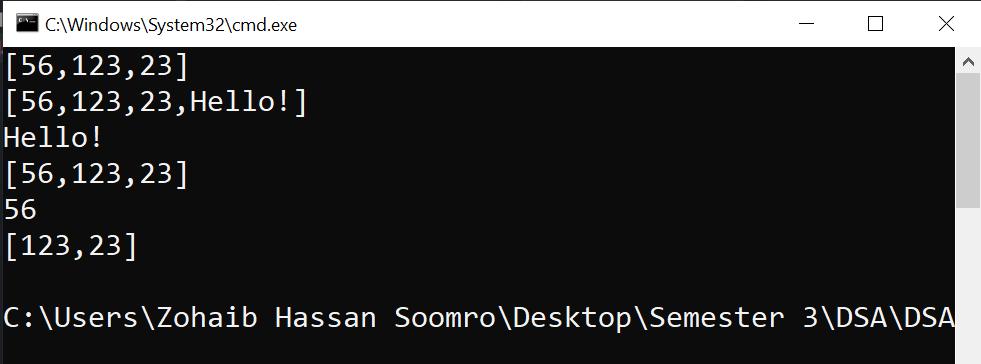 C:\Windows\System32\cmd.exe
[56,123,23]
[56,123,23,Hello!]
Hello!
[56,123,23]
56
[123,23]
C:\Users\Zohaib Hassan Soomro\Desktop\Semester 3\DSA\DSA